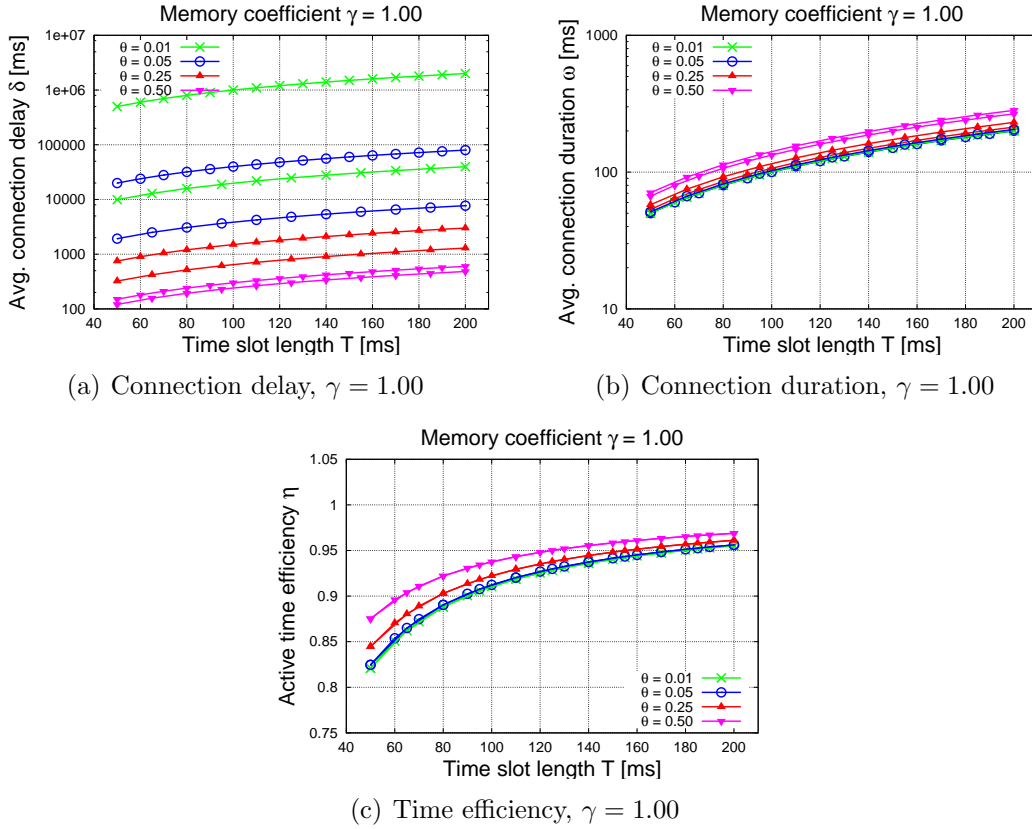 Memory coefficient γ = 1.00
Avg. connection delay δ [ms]
1e+07
1e+06
100000
10000
1000
100
θ = 0.01
θ = 0.05
θ = 0.25
θ = 0.50
40 60 80 100 120 140 160 180 200
Time slot length T [ms]
(a) Connection delay, γ = 1.00
Memory coefficient γ = 1.00
Avg. connection duration ω [ms]
1000
100
10
θ = 0.01
θ = 0.05
θ = 0.25
θ = 0.50
40 60 80 100 120 140 160 180 200
Time slot length T [ms]
(b) Connection duration, γ = 1.00
Memory coefficient γ = 1.00
Active time efficiency η
1.05
1
0.95
0.9
0.85
0.8
0.75
θ = 0.01
θ = 0.05
θ = 0.25
θ = 0.50
40 60 80 100 120 140 160 180 200
Time slot length T [ms]
(c) Time efficiency, γ = 1.00